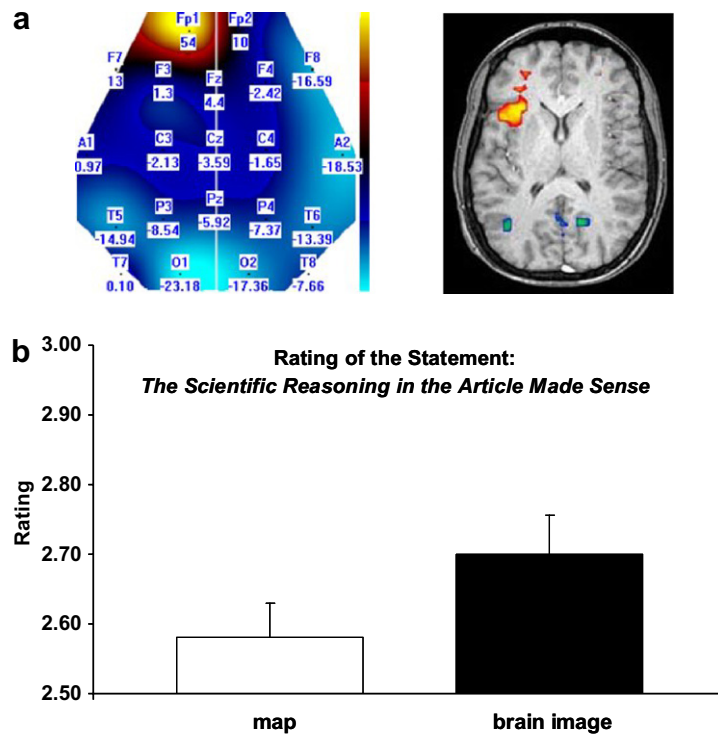 a
Fp1 Fp2
54 10
F7 F3 Fz F4 F8
13 1.3 4.4 -2.42 -16.59
A1 C3 Cz C4 A2
0.97 -2.13 -3.59 -1.65 -18.53
T5 P3 Pz P4 T6
-14.94 -8.54 -5.92 -7.37 -13.39
T7 O1 O2 T8
0.10 -23.18 -17.36 -7.66
b
Rating of the Statement:
The Scientific Reasoning in the Article Made Sense
3.00
2.90
2.80
2.70
2.60
2.50
Rating
map brain image